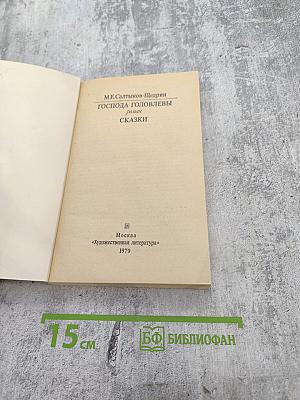 М.Е.Салтыков-Щедрин
ГОСПОДА ГОЛОВЛЕВЫ
роман
СКАЗКИ
Москва
«Художественная литература»
1979
15 см
БФ БИБЛИОФАН